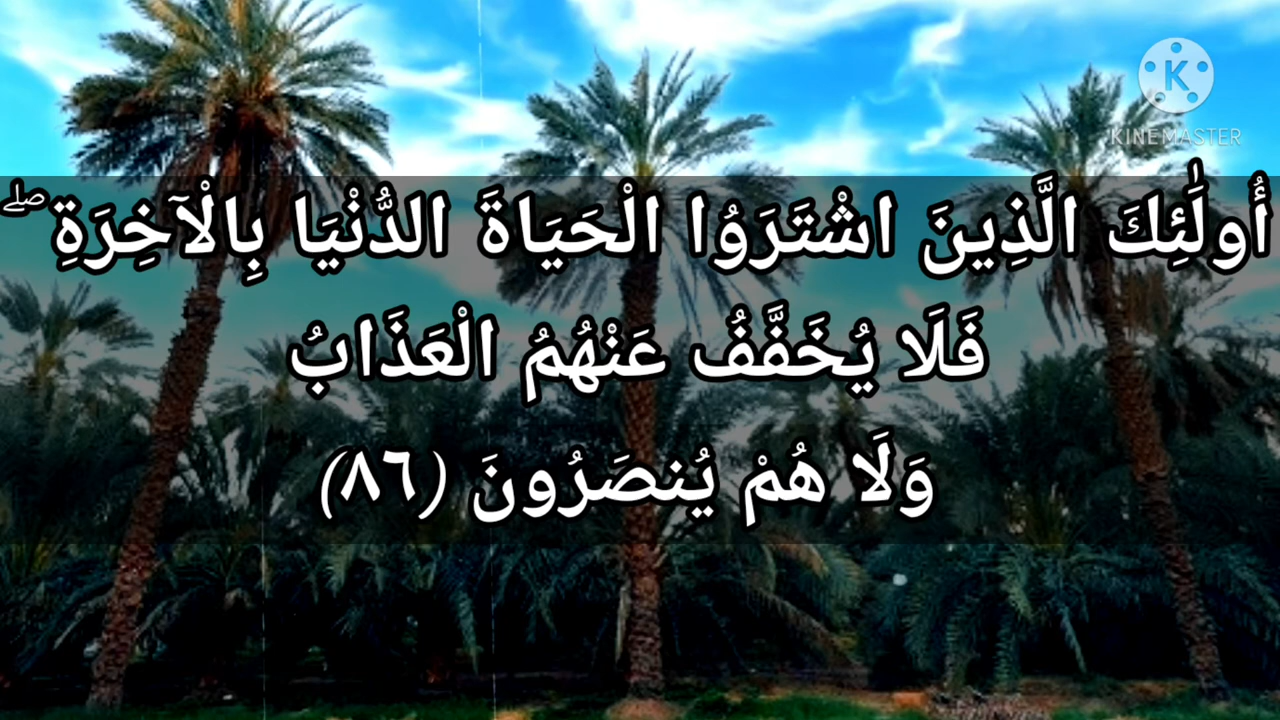 KINEMASTER
أُولَٰئِكَ الَّذِينَ اشْتَرَوُا الْحَيَاةَ الدُّنْيَا بِالْآخِرَةِ ۖ
فَلَا يُخَفَّفُ عَنْهُمُ الْعَذَابُ
وَلَا هُمْ يُنصَرُونَ (٨٦)